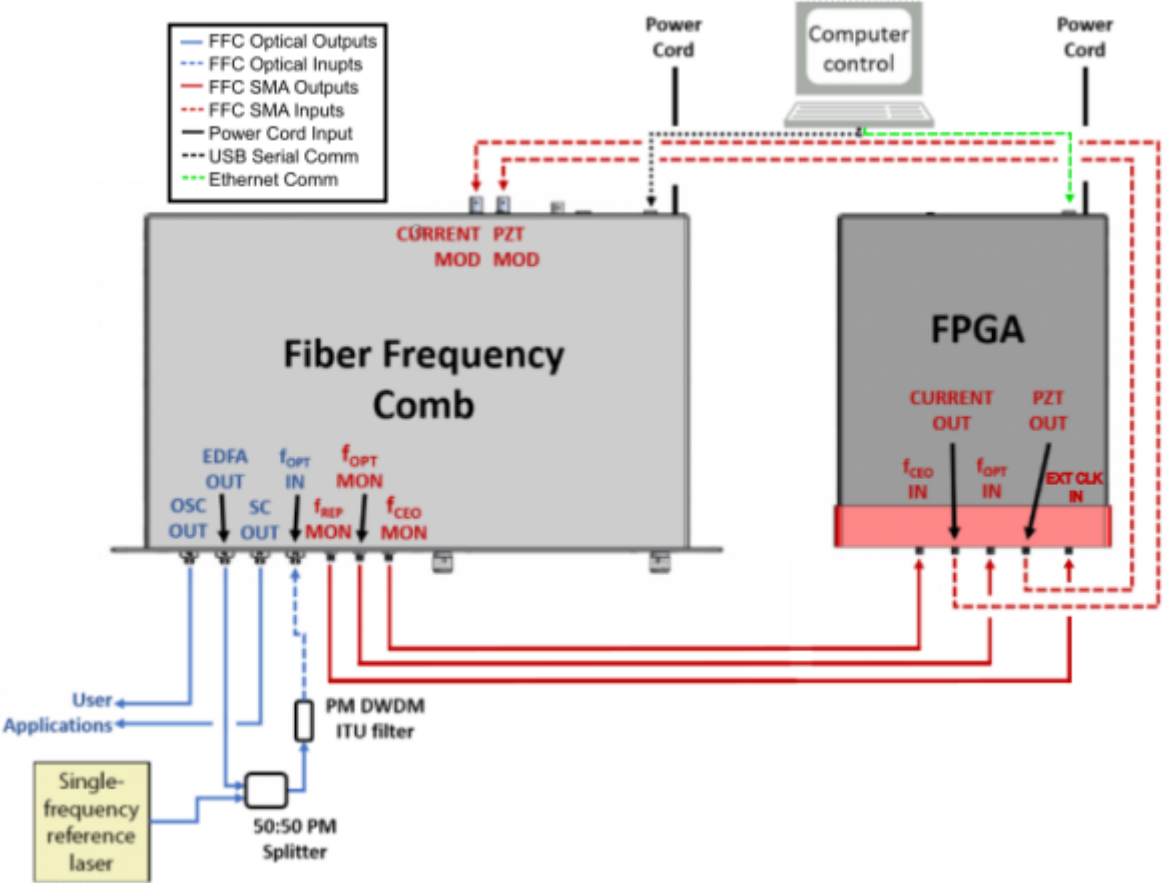 FFC Optical Outputs
FFC Optical Inupts
FFC SMA Outputs
FFC SMA Inputs
Power Cord Input
USB Serial Comm
Ethernet Comm
Power
Cord
Computer
control
Power
Cord
CURRENT
MOD
PZT
MOD
Fiber Frequency
Comb
FPGA
EDFA
OUT
fOPT
IN
fOPT
MON
OSC
OUT
SC
OUT
fREP
MON
fCEO
MON
CURRENT
OUT
PZT
OUT
fCEO
IN
fOPT
IN
EXT CLK
IN
User
Applications
PM DWDM
ITU filter
Single-
frequency
reference
laser
50:50 PM
Splitter